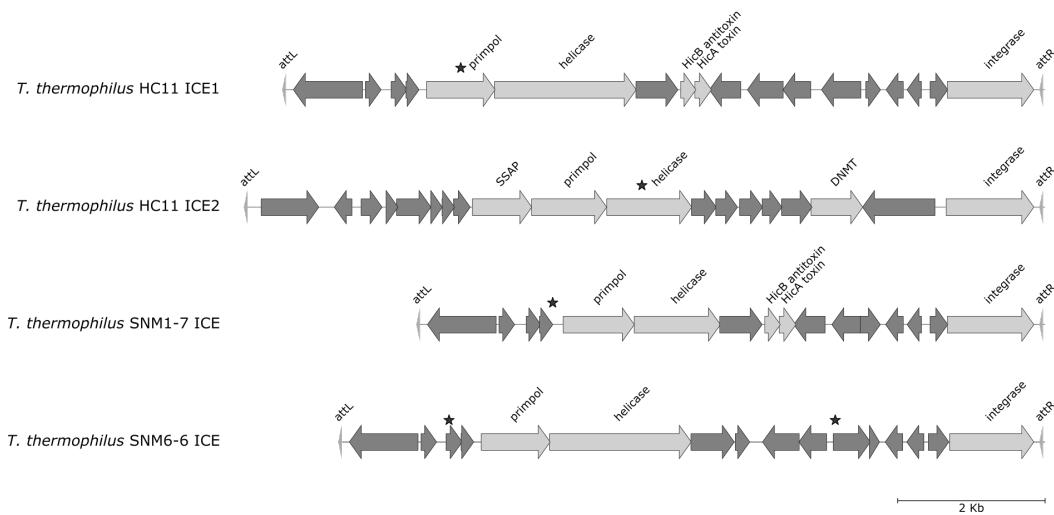 attL primpol helicase HicB antitoxin HicA toxin integrase attR
T. thermophilus HC11 ICE1
attL SSAP primpol helicase DNMT integrase attR
T. thermophilus HC11 ICE2
attL primpol helicase HicB antitoxin HicA toxin integrase attR
T. thermophilus SNM1-7 ICE
attL primpol helicase integrase attR
T. thermophilus SNM6-6 ICE
2 Kb